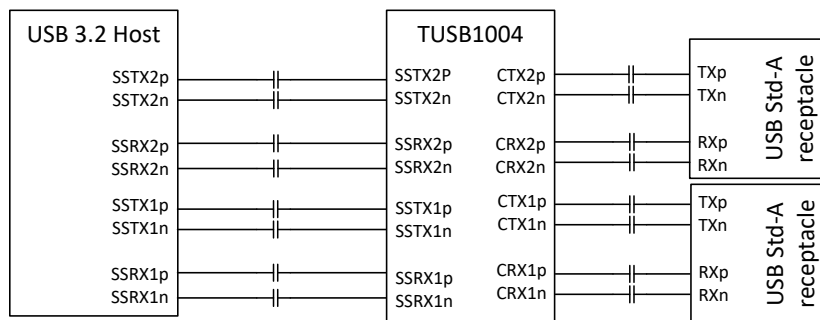 USB 3.2 Host
SSTX2p
SSTX2n
SSRX2p
SSRX2n
SSTX1p
SSTX1n
SSRX1p
SSRX1n
TUSB1004
SSTX2P
SSTX2n
SSRX2p
SSRX2n
SSTX1p
SSTX1n
SSRX1p
SSRX1n
CTX2p
CTX2n
CRX2p
CRX2n
CTX1p
CTX1n
CRX1p
CRX1n
TXp
TXn
RXp
RXn
USB Std-A
receptacle
TXp
TXn
RXp
RXn
USB Std-A
receptacle